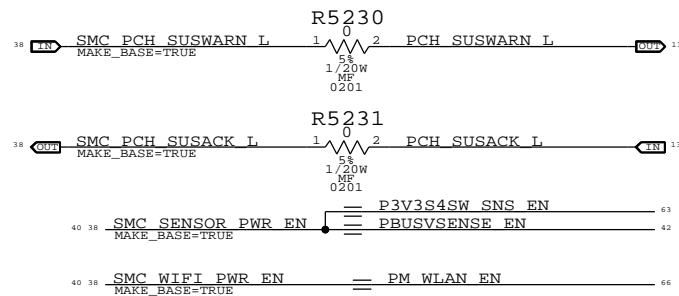 R5230
0
38 IN SMC_PCH_SUSWARN_L 1 2 PCH_SUSWARN_L OUT 13
MAKE_BASE=TRUE
5%
1/20W
MF
0201
R5231
0
38 OUT SMC_PCH_SUSACK_L 1 2 PCH_SUSACK_L IN 13
MAKE_BASE=TRUE
5%
1/20W
MF
0201
P3V3S4SW_SNS_EN 63
40 38 SMC_SENSOR_PWR_EN PBUSVSENSE_EN 42
MAKE_BASE=TRUE
40 38 SMC_WIFI_PWR_EN PM_WLAN_EN 66
MAKE_BASE=TRUE